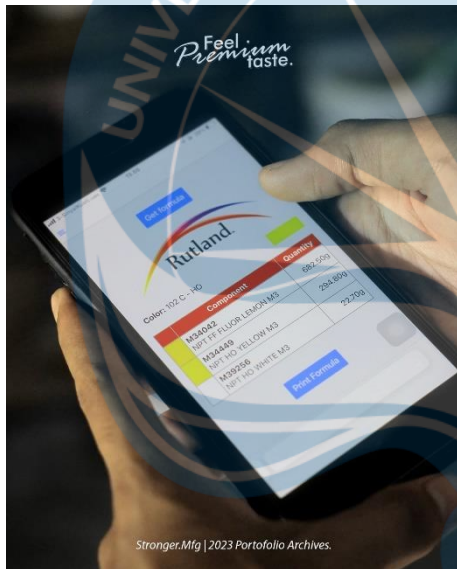 Feel
Premium
taste.
UNIV
Get formula
Rutland.
Color: 102 C - HO
Component Quantity
M34042
NPT FF FLUOR LEMON M3 682.50g
M34449
NPT HO YELLOW M3 294.80g
M39256
NPT HO WHITE M3 22.70g
Print Formula
Stronger.Mfg | 2023 Portofolio Archives.